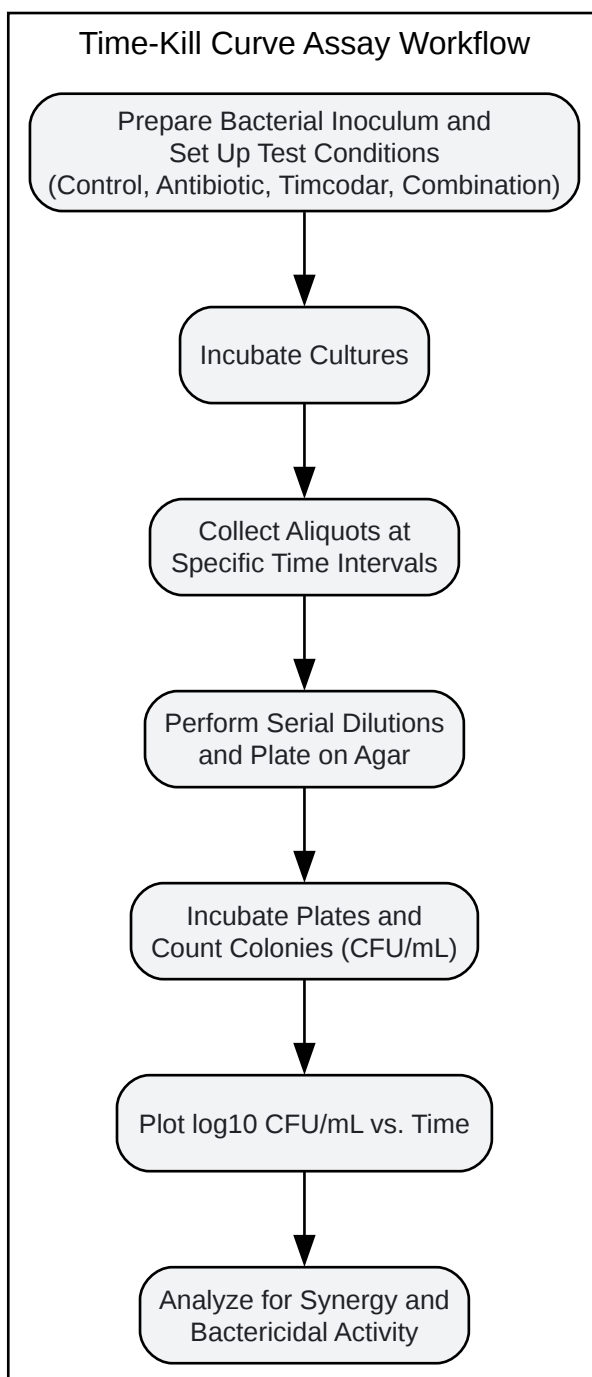 Time-Kill Curve Assay Workflow
Prepare Bacterial Inoculum and
Set Up Test Conditions
(Control, Antibiotic, Timcodar, Combination)
Incubate Cultures
Collect Aliquots at
Specific Time Intervals
Perform Serial Dilutions
and Plate on Agar
Incubate Plates and
Count Colonies (CFU/mL)
Plot log10 CFU/mL vs. Time
Analyze for Synergy and
Bactericidal Activity